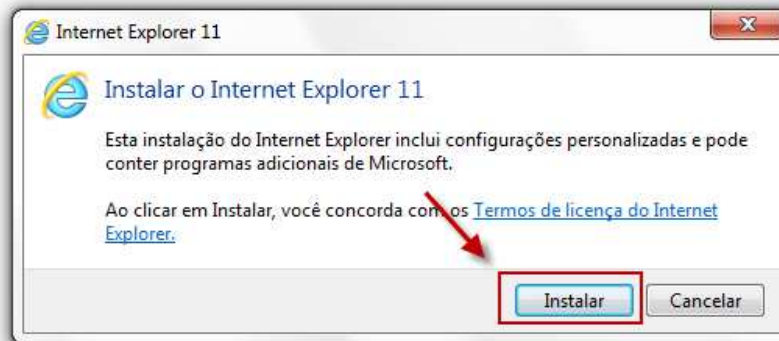 Internet Explorer 11
Instalar o Internet Explorer 11
Esta instalação do Internet Explorer inclui configurações personalizadas e pode
conter programas adicionais de Microsoft.
Ao clicar em Instalar, você concorda com os Termos de licença do Internet
Explorer.
Instalar Cancelar